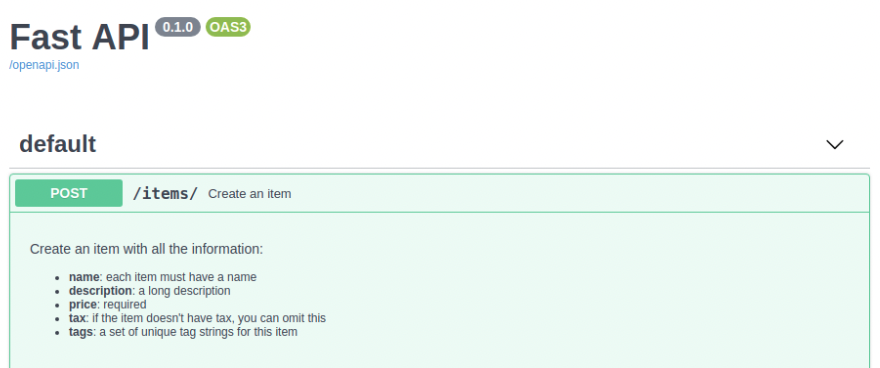 Fast API 0.1.0 OAS3
/openapi.json
default
POST /items/ Create an item
Create an item with all the information:
name: each item must have a name
description: a long description
price: required
tax: if the item doesn't have tax, you can omit this
tags: a set of unique tag strings for this item